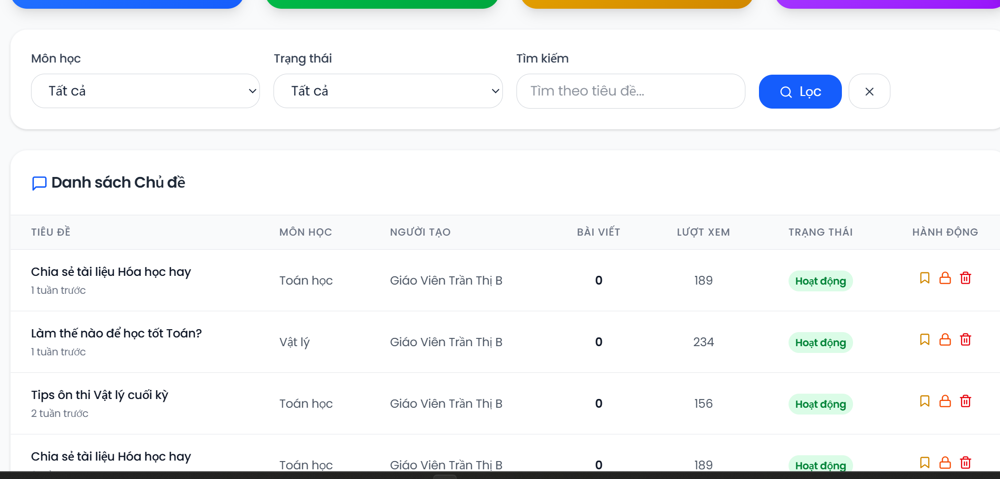 Môn học Trạng thái Tìm kiếm
Tất cả Tất cả Tìm theo tiêu đề... Lọc
Danh sách Chủ đề
TIÊU ĐỀ MÔN HỌC NGƯỜI TẠO BÀI VIẾT LƯỢT XEM TRẠNG THÁI HÀNH ĐỘNG
Chia sẻ tài liệu Hóa học hay
1 tuần trước
Toán học Giáo Viên Trần Thị B 0 189 Hoạt động
Làm thế nào để học tốt Toán?
1 tuần trước
Vật lý Giáo Viên Trần Thị B 0 234 Hoạt động
Tips ôn thi Vật lý cuối kỳ
2 tuần trước
Toán học Giáo Viên Trần Thị B 0 156 Hoạt động
Chia sẻ tài liệu Hóa học hay
Toán học Giáo Viên Trần Thị B 0 189 Hoạt động